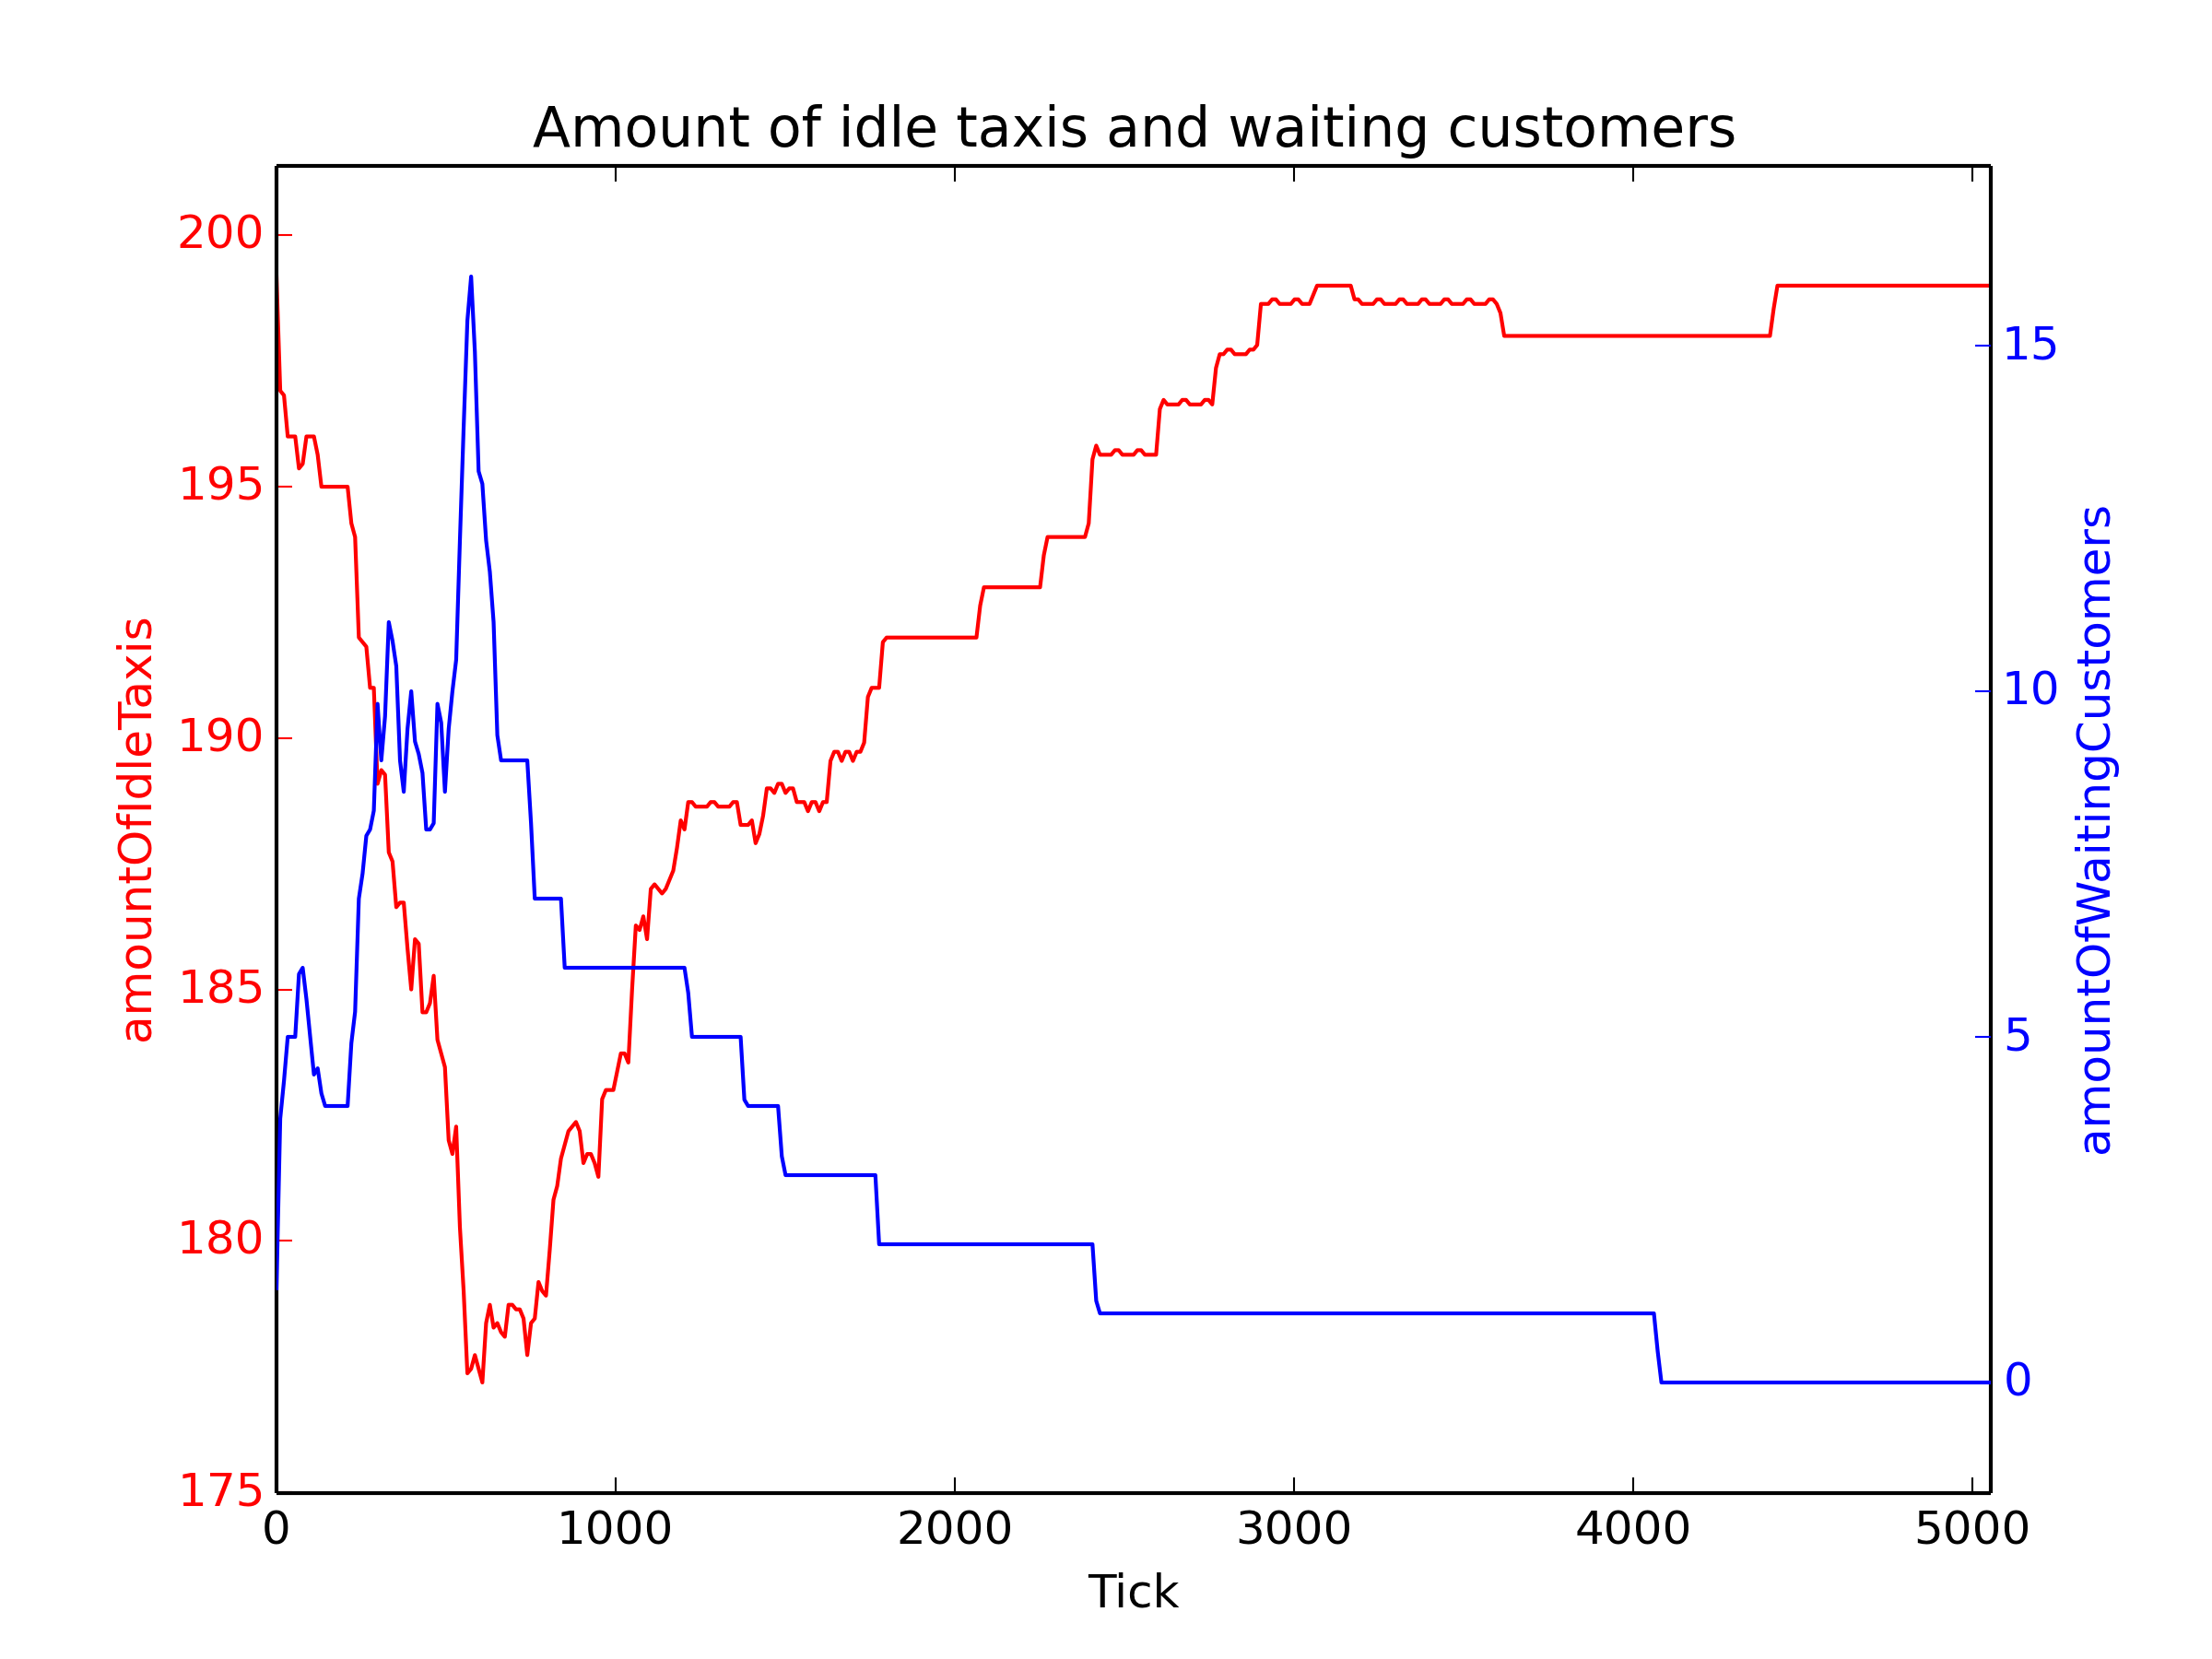 Amount of idle taxis and waiting customers
200
195
190
185
180
175
amountOfIdleTaxis
15
10
5
0
amountOfWaitingCustomers
0 1000 2000 3000 4000 5000
Tick